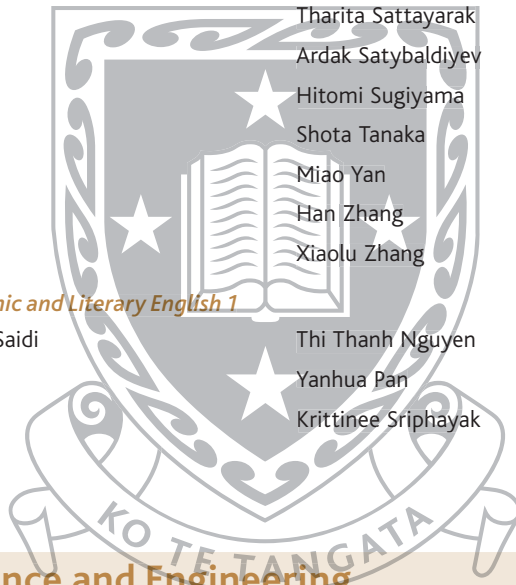 Tharita Sattayarak
Ardak Satybaldiyev
Hitomi Sugiyama
Shota Tanaka
Miao Yan
Han Zhang
Xiaolu Zhang
nic and Literary English 1
Saidi
Thi Thanh Nguyen
Yanhua Pan
Krittinee Sriphayak
KO TE TANGATA
nce and Engineering